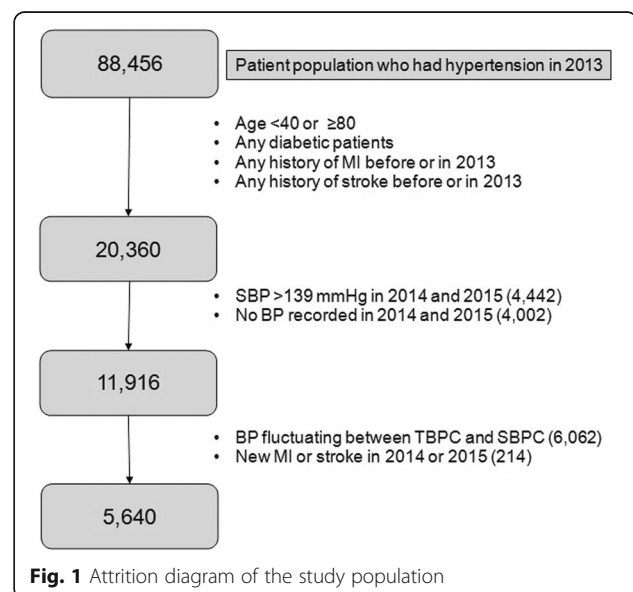 88,456
Patient population who had hypertension in 2013
• Age <40 or ≥80
• Any diabetic patients
• Any history of MI before or in 2013
• Any history of stroke before or in 2013
20,360
• SBP >139 mmHg in 2014 and 2015 (4,442)
• No BP recorded in 2014 and 2015 (4,002)
11,916
• BP fluctuating between TBPC and SBPC (6,062)
• New MI or stroke in 2014 or 2015 (214)
5,640
Fig. 1 Attrition diagram of the study population